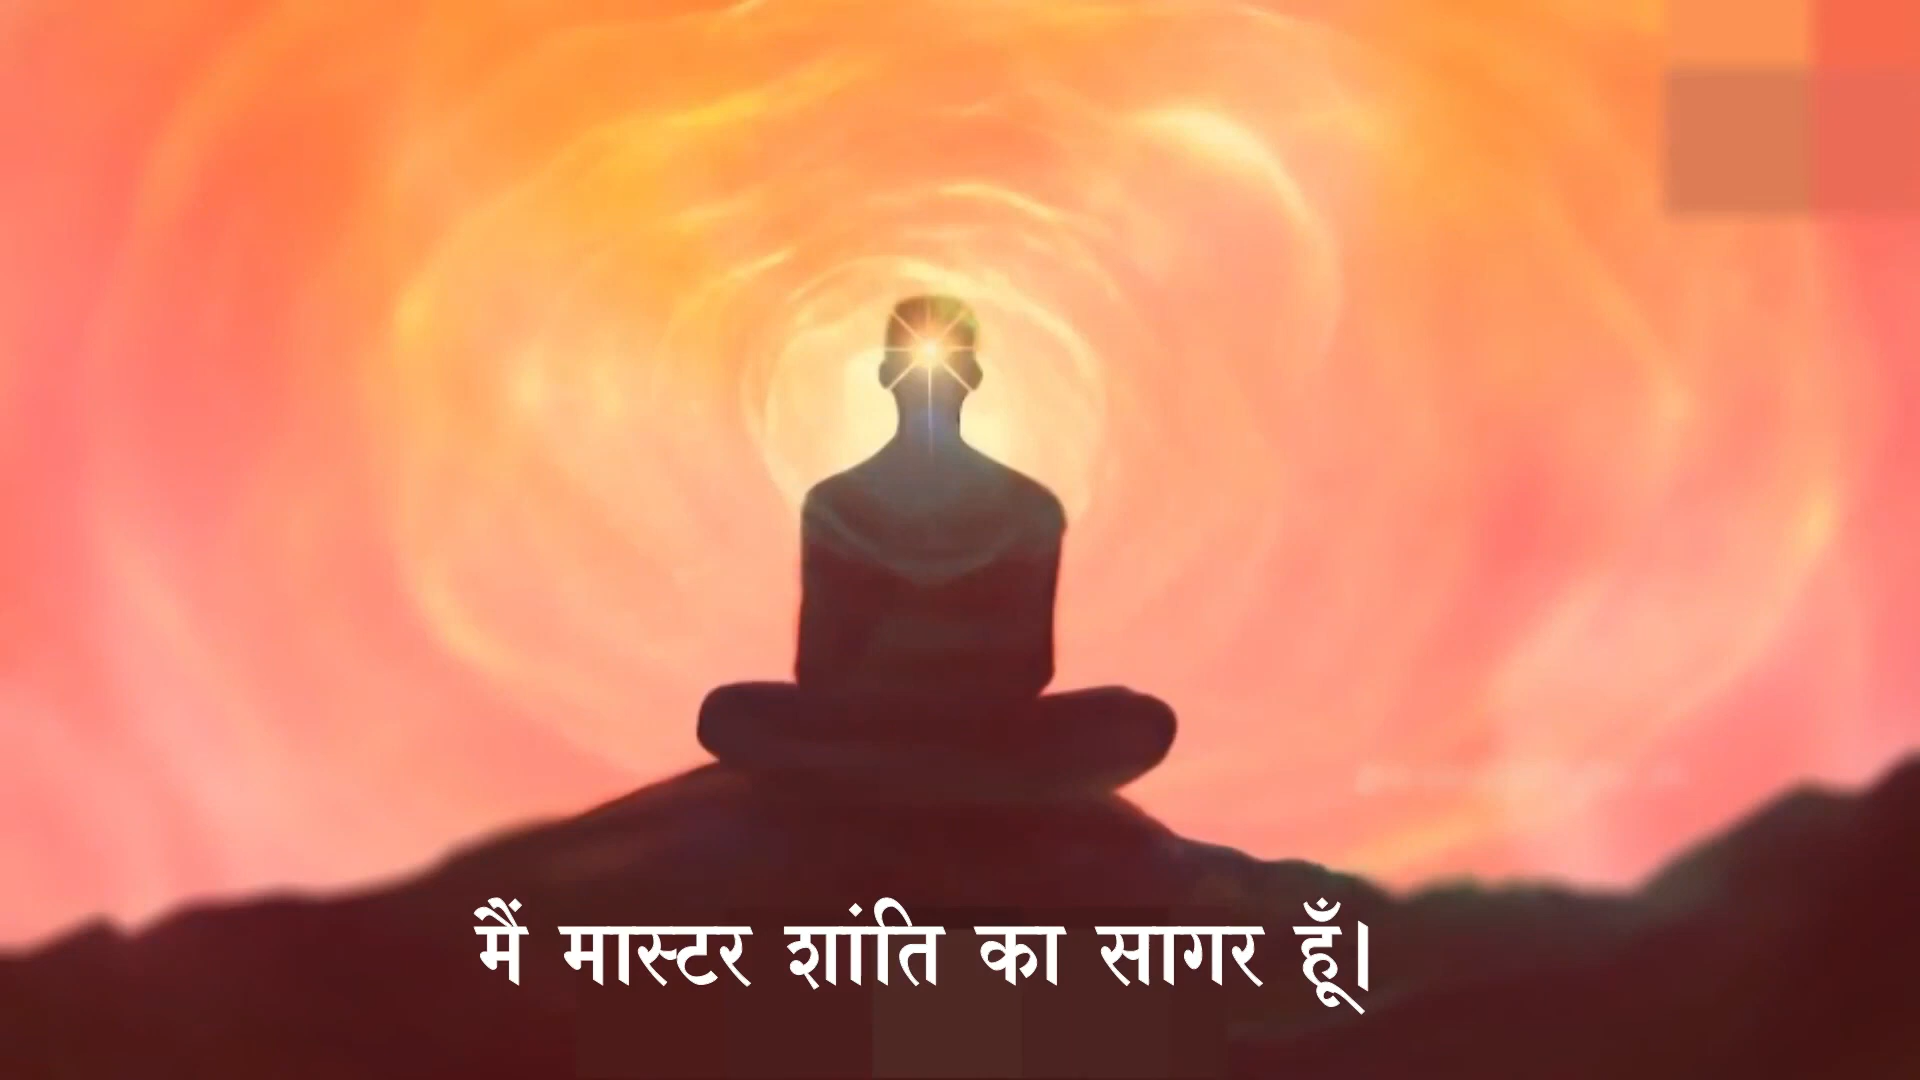 मैं मास्टर शांति का सागर हूँ।